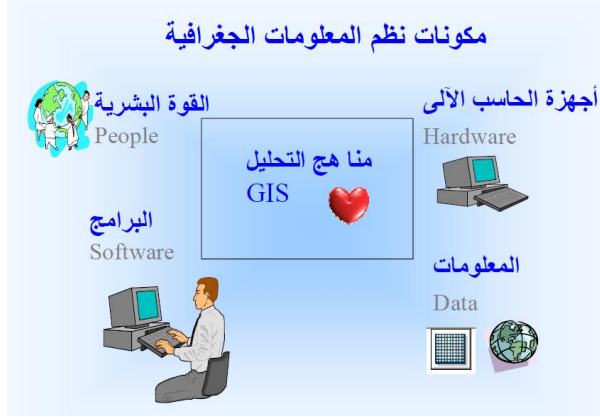 مكونات نظم المعلومات الجغرافية
أجهزة الحاسب الآلى
Hardware
القوة البشرية
People
منا هج التحليل
GIS
البرامج
Software
المعلومات
Data